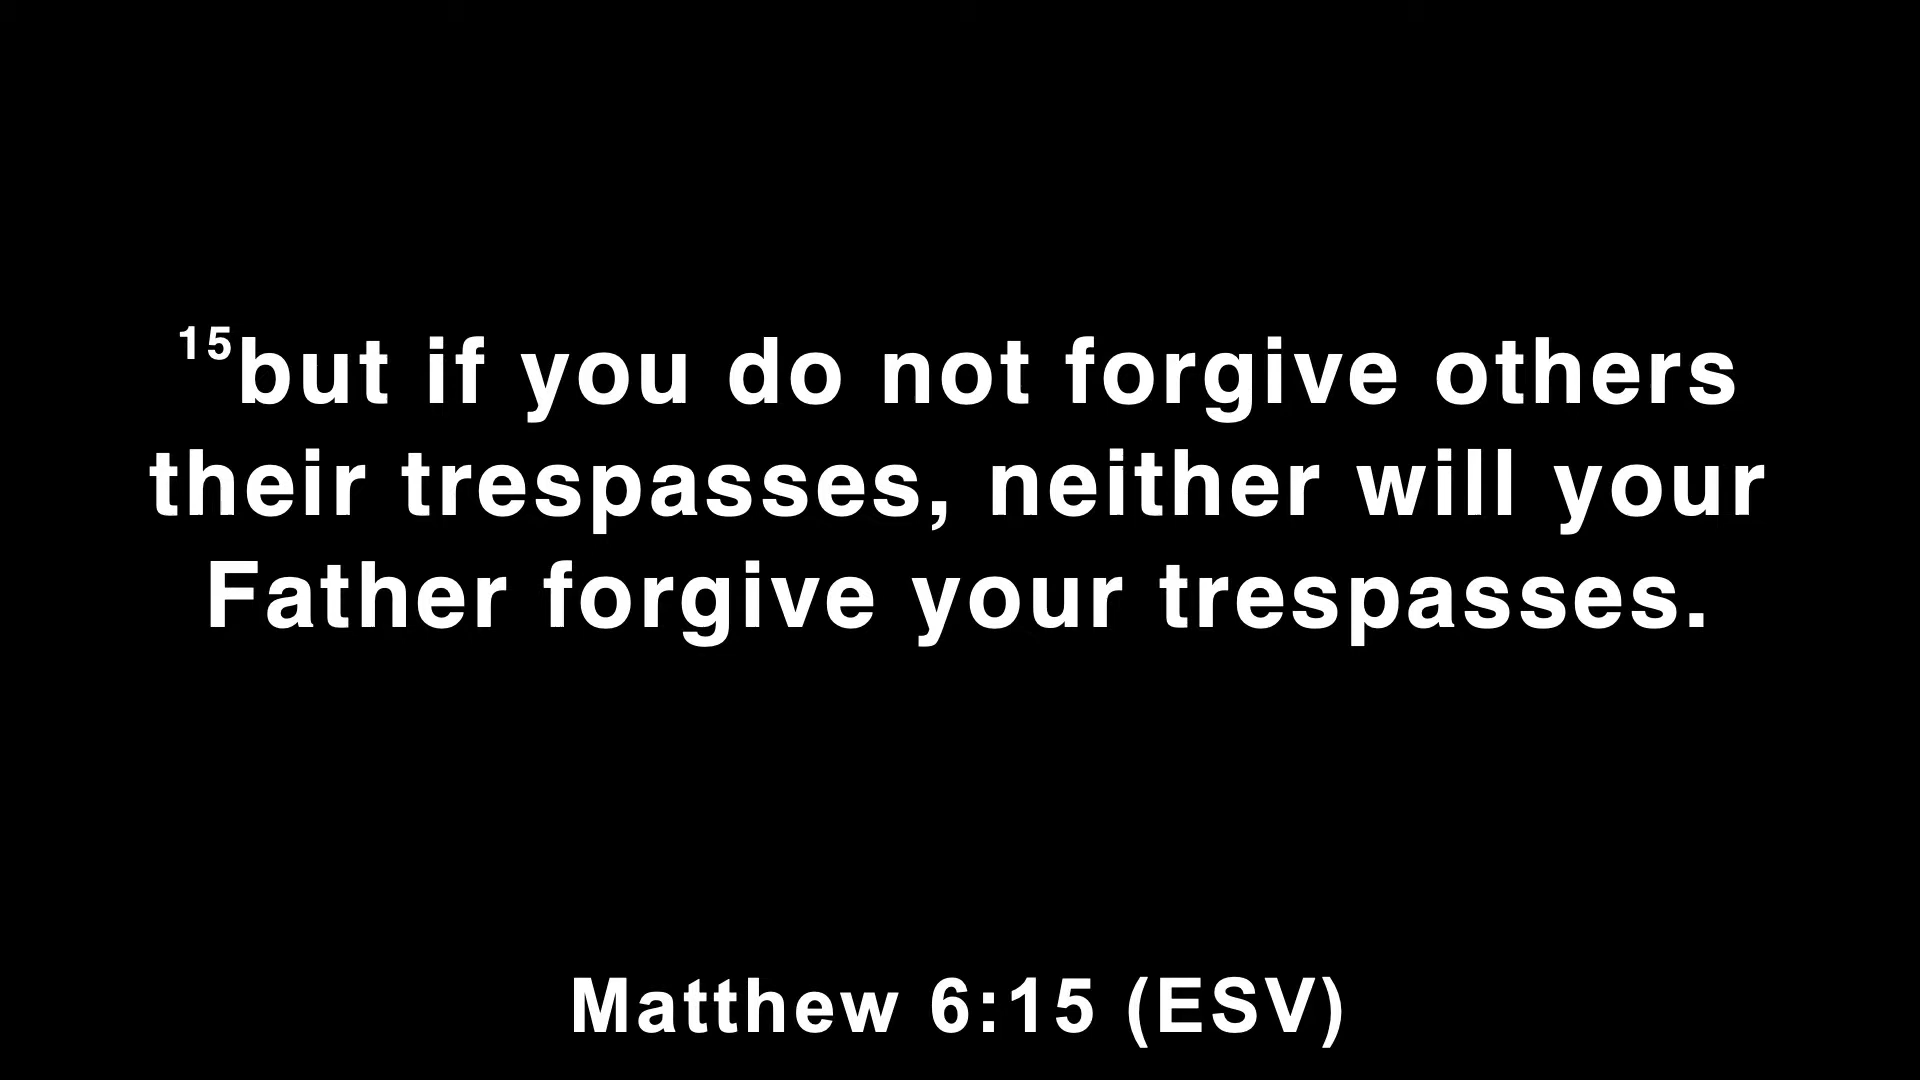 15but if you do not forgive others
their trespasses, neither will your
Father forgive your trespasses.
Matthew 6:15 (ESV)